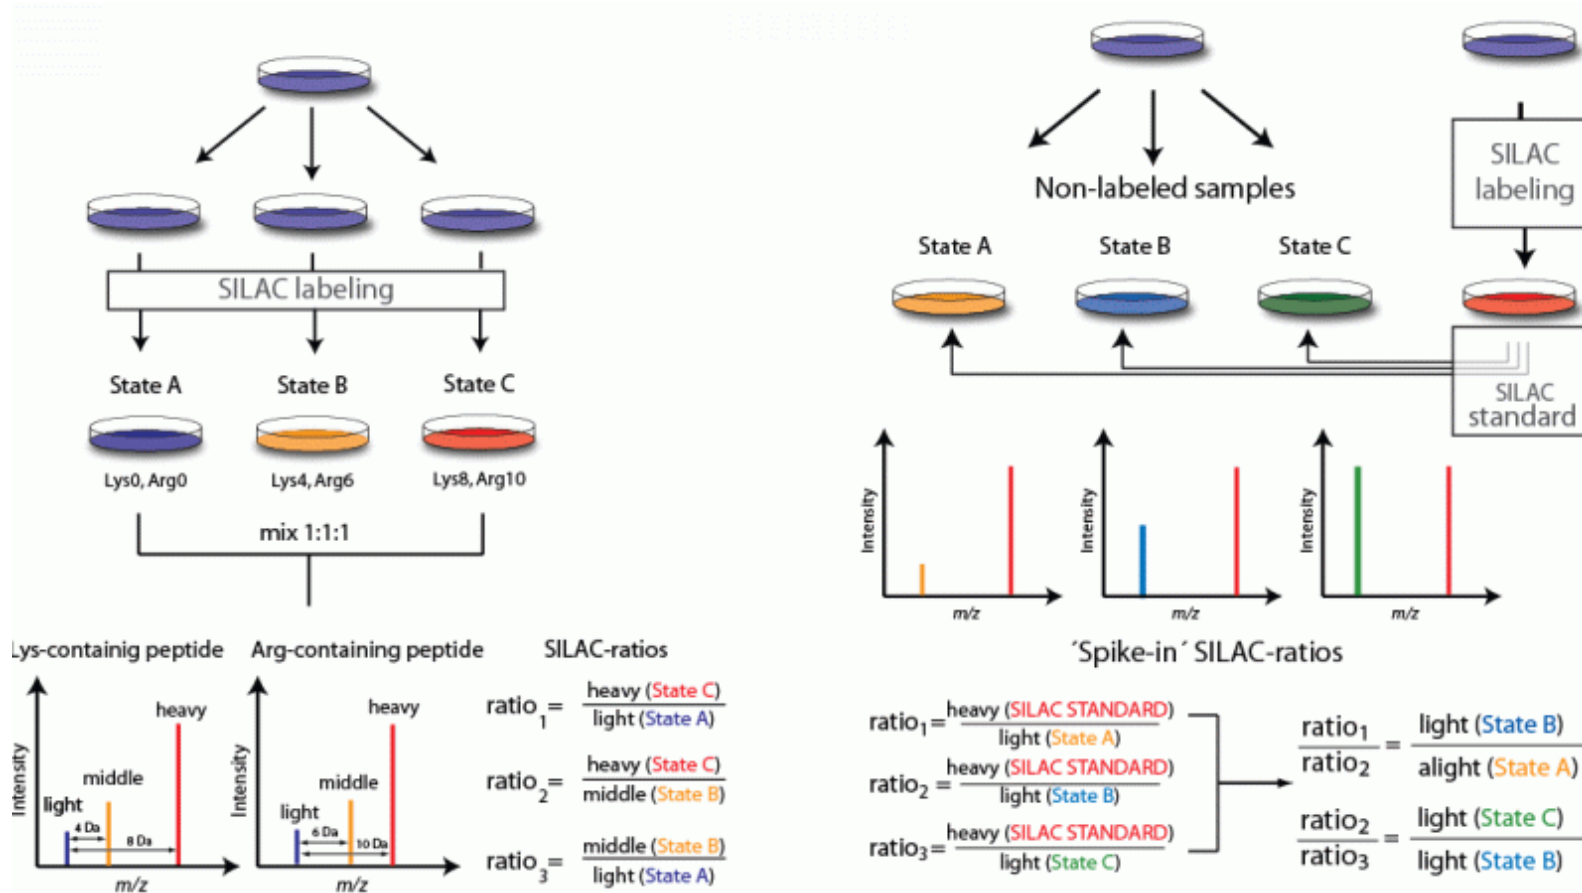 SILAC labeling
State A
State B
State C
Lys0, Arg0
Lys4, Arg6
Lys8, Arg10
mix 1:1:1
Lys-containig peptide
Arg-containing peptide
SILAC-ratios
Intensity
light
middle
heavy
4 Da
8 Da
m/z
Intensity
light
middle
heavy
6 Da
10 Da
m/z
ratio1= heavy (State C)
light (State A)
ratio2= heavy (State C)
middle (State B)
ratio3= middle (State B)
light (State A)
Non-labeled samples
SILAC
labeling
State A
State B
State C
SILAC
standard
Intensity
m/z
Intensity
m/z
Intensity
m/z
´Spike-in´ SILAC-ratios
ratio1= heavy (SILAC STANDARD)
light (State A)
ratio2= heavy (SILAC STANDARD)
light (State B)
ratio3= heavy (SILAC STANDARD)
light (State C)
ratio1 = light (State B)
ratio2 alight (State A)
ratio2 = light (State C)
ratio3 light (State B)